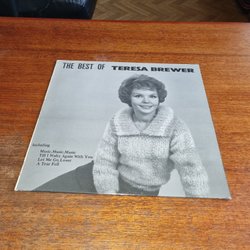 THE BEST OF TERESA BREWER
Including
Music, Music, Music
Till I Waltz Again With You
Let Me Go, Lover
A Tear Fell